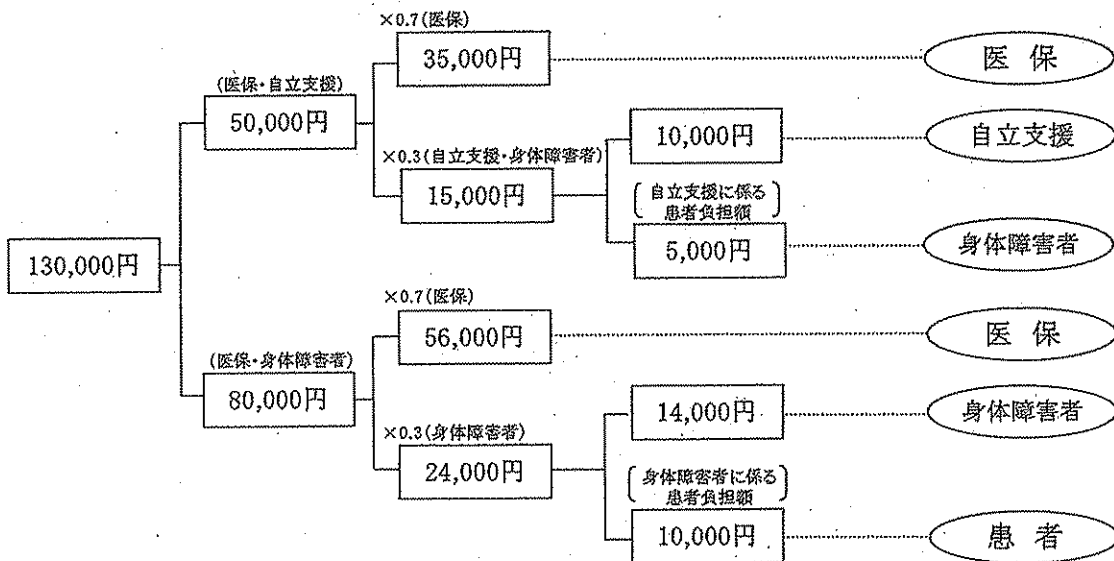 ×0.7(医保)
35,000円
医 保
(医保・自立支援)
50,000円
10,000円
自立支援
×0.3(自立支援・身体障害者)
15,000円
自立支援に係る
患者負担額
5,000円
身体障害者
130,000円
×0.7(医保)
56,000円
医 保
(医保・身体障害者)
80,000円
14,000円
身体障害者
×0.3(身体障害者)
24,000円
身体障害者に係る
患者負担額
10,000円
患 者